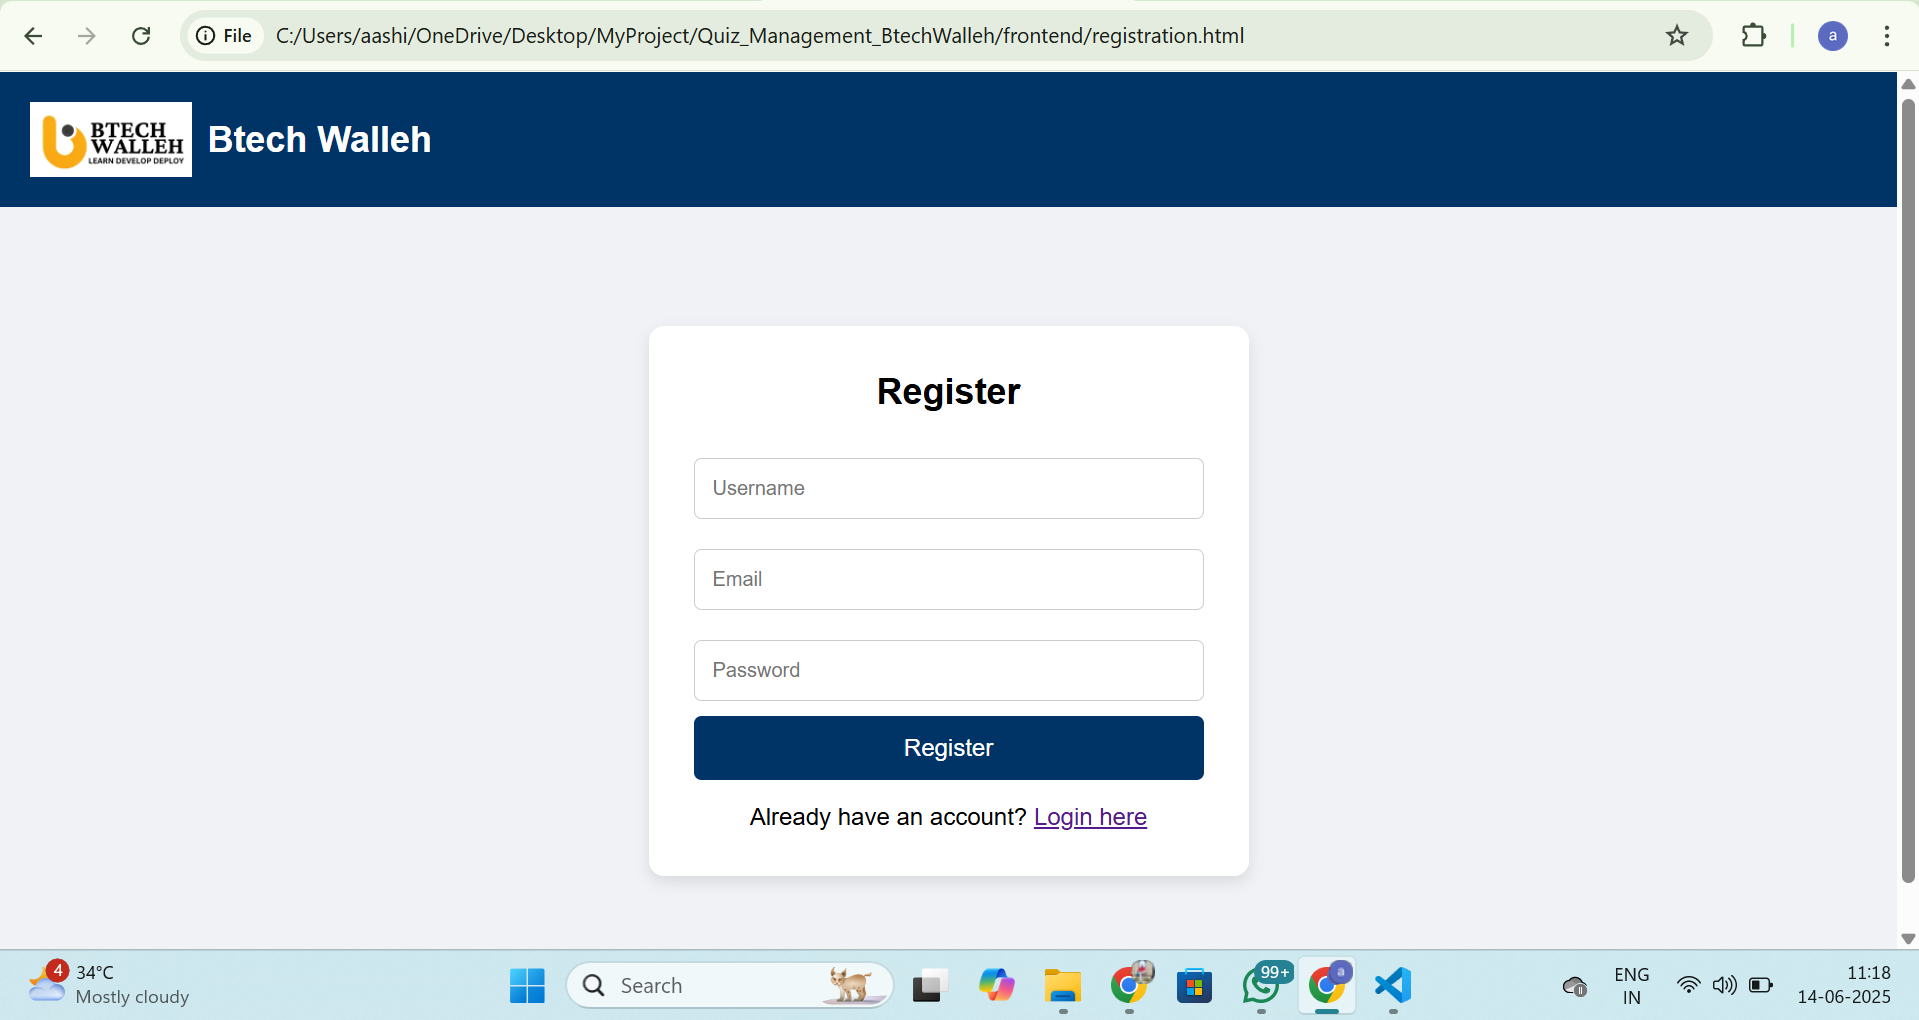 File
C:/Users/aashi/OneDrive/Desktop/MyProject/Quiz_Management_BtechWalleh/frontend/registration.html
a
BTECH
WALLEH
LEARN DEVELOP DEPLOY
Btech Walleh
Register
Username
Email
Password
Register
Already have an account? Login here
4
34°C
Mostly cloudy
Search
99+
a
ENG
IN
11:18
14-06-2025